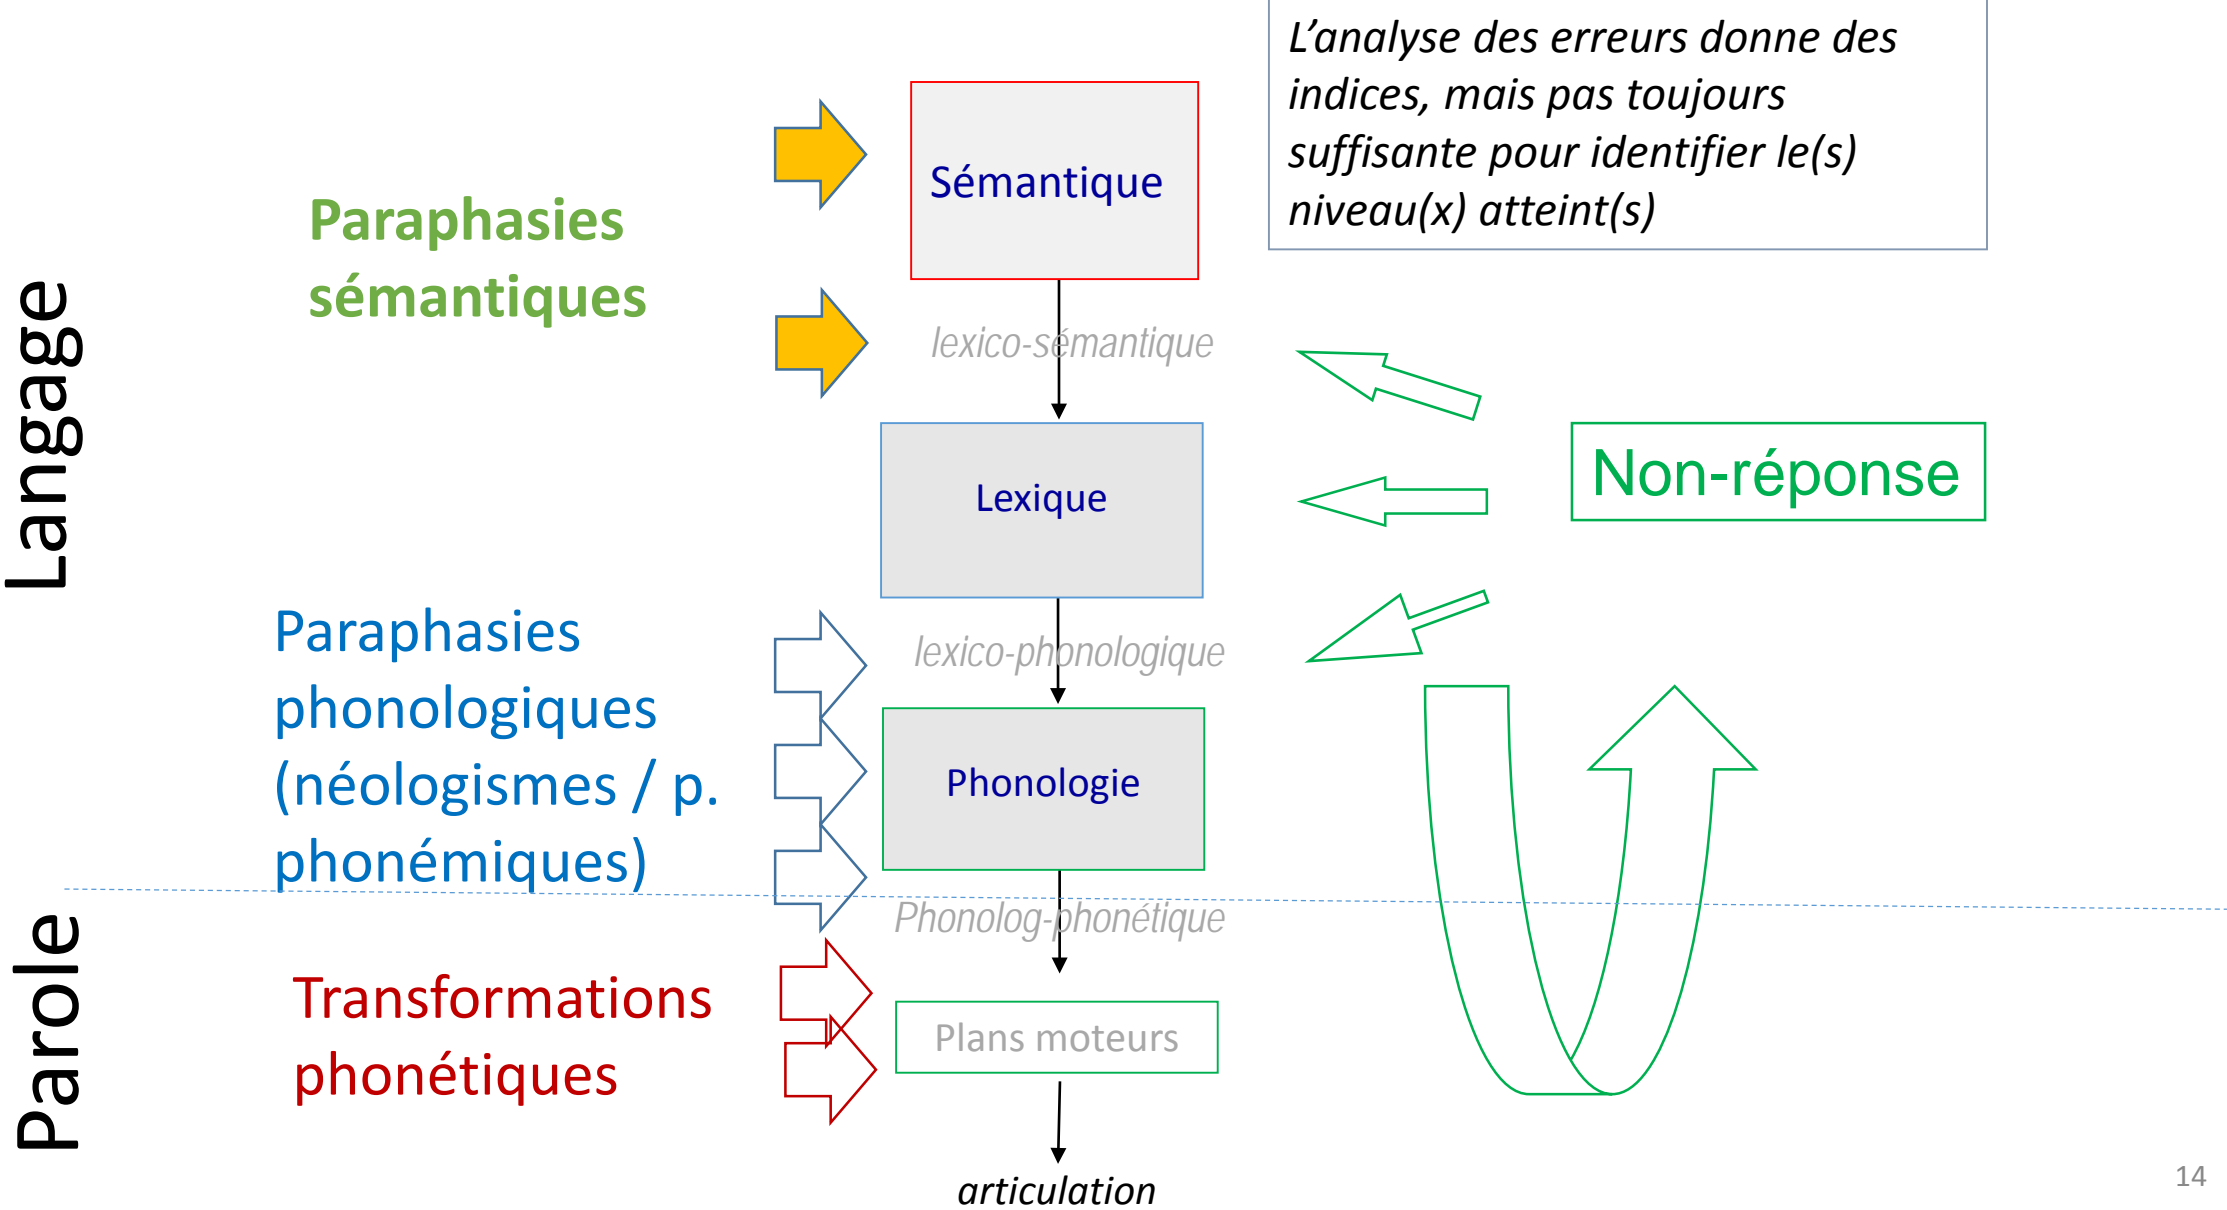 L’analyse des erreurs donne des
indices, mais pas toujours
suffisante pour identifier le(s)
niveau(x) atteint(s)
Sémantique
Paraphasies
sémantiques
lexico-sémantique
Langage
Lexique
Non-réponse
Paraphasies
phonologiques
(néologismes / p.
phonémiques)
lexico-phonologique
Phonologie
Phonolog-phonétique
Parole
Transformations
phonétiques
Plans moteurs
articulation
14